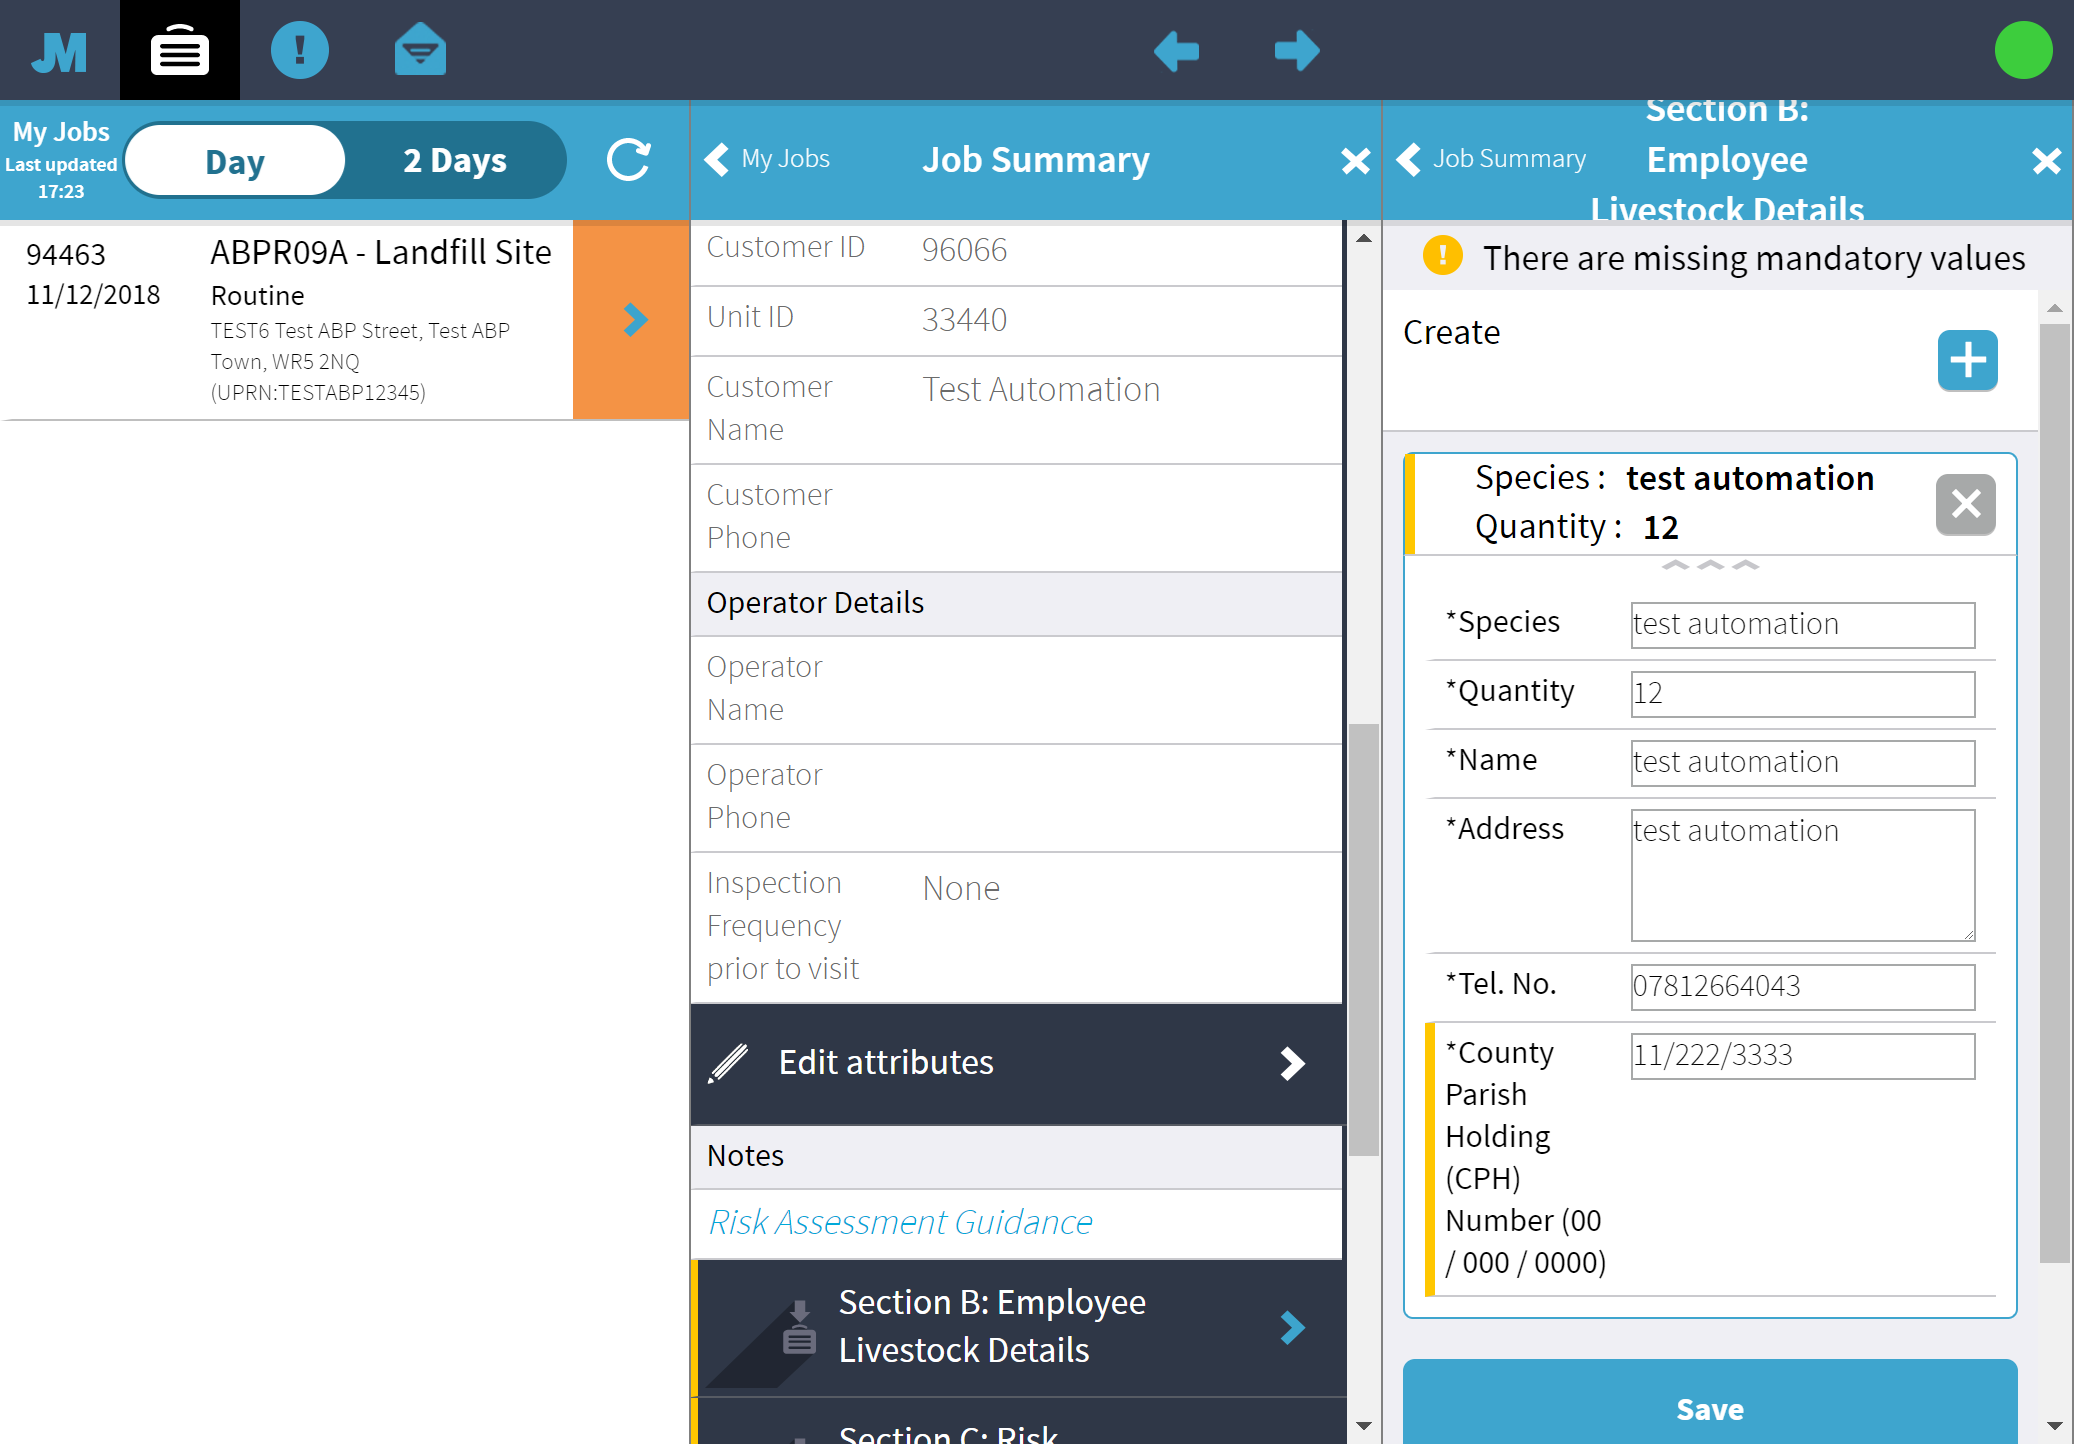 JM
My Jobs
Last updated
17:23
Day
2 Days
94463
11/12/2018
ABPR09A - Landfill Site
Routine
TEST6 Test ABP Street, Test ABP
Town, WR5 2NQ
(UPRN:TESTABP12345)
My Jobs
Job Summary
Customer ID 96066
Unit ID 33440
Customer Test Automation
Name
Customer
Phone
Operator Details
Operator
Name
Operator
Phone
Inspection None
Frequency
prior to visit
Edit attributes
Notes
Risk Assessment Guidance
Section B: Employee
Livestock Details
Section C: Risk
Job Summary
Section B:
Employee
Livestock Details
There are missing mandatory values
Create
Species : test automation
Quantity : 12
*Species test automation
*Quantity 12
*Name test automation
*Address test automation
*Tel. No. 07812664043
*County 11/222/3333
Parish
Holding
(CPH)
Number (00
/ 000 / 0000)
Save